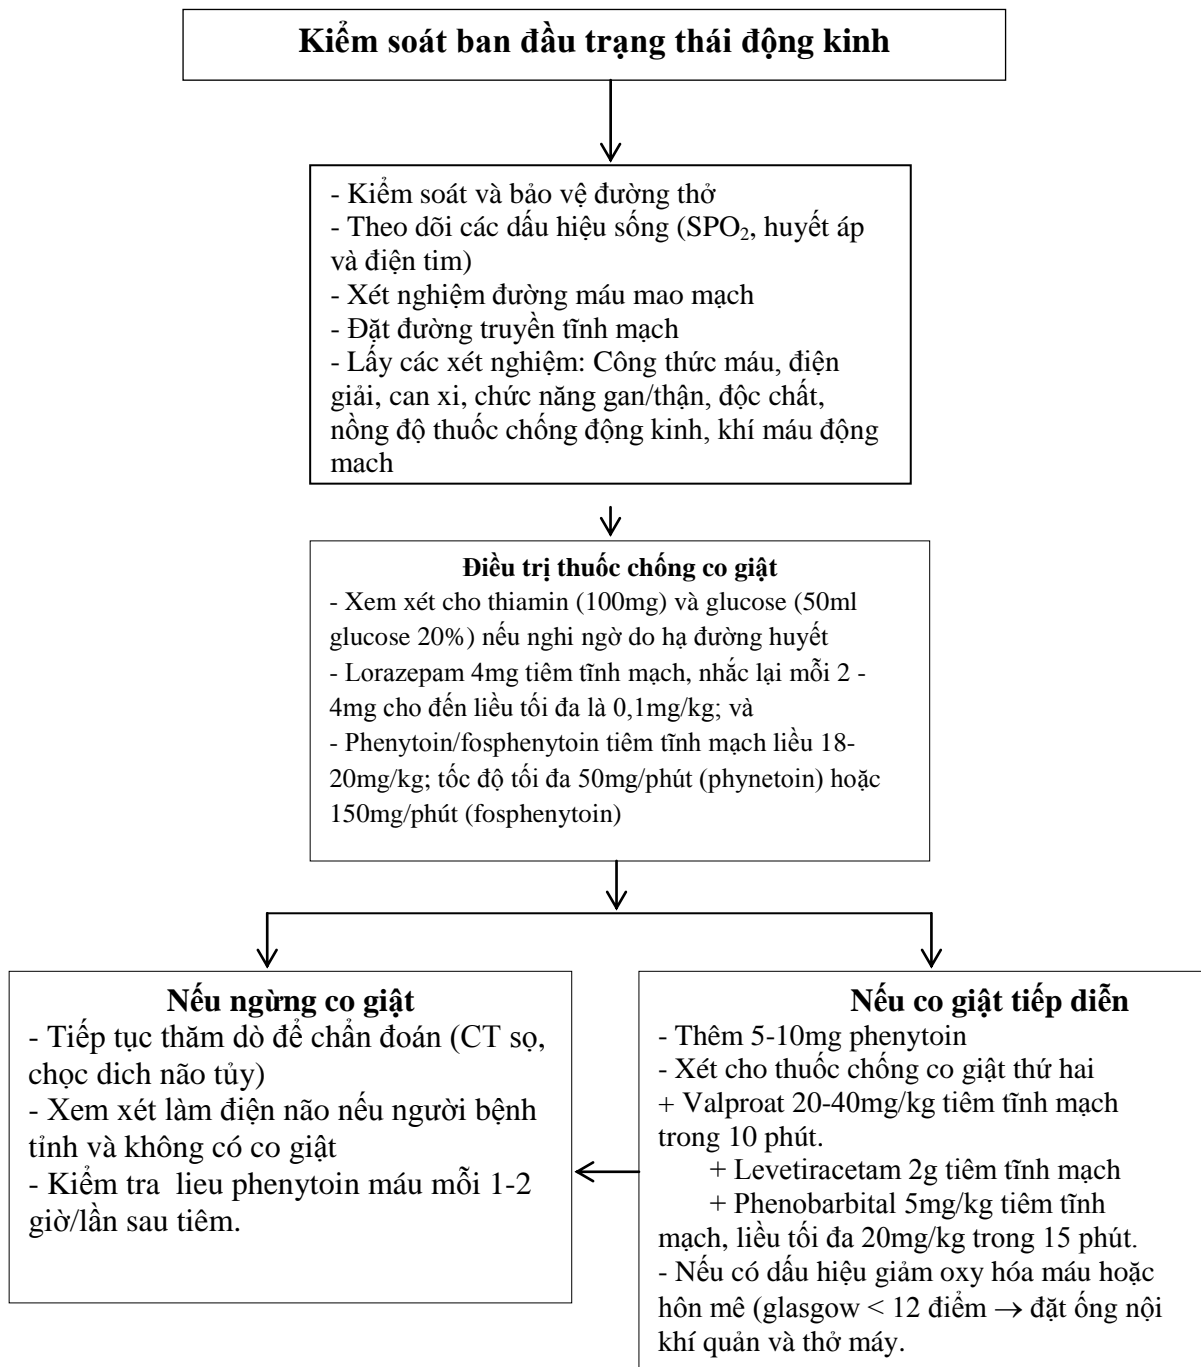 Kiểm soát ban đầu trạng thái động kinh
- Kiểm soát và bảo vệ đường thở
- Theo dõi các dấu hiệu sống (SPO₂, huyết áp
và điện tim)
- Xét nghiệm đường máu mao mạch
- Đặt đường truyền tĩnh mạch
- Lấy các xét nghiệm: Công thức máu, điện
giải, can xi, chức năng gan/thận, độc chất,
nồng độ thuốc chống động kinh, khí máu động
mach
Điều trị thuốc chống co giật
- Xem xét cho thiamin (100mg) và glucose (50ml
glucose 20%) nếu nghi ngờ do hạ đường huyết
- Lorazepam 4mg tiêm tĩnh mạch, nhắc lại mỗi 2 -
4mg cho đến liều tối đa là 0,1mg/kg; và
- Phenytoin/fosphenytoin tiêm tĩnh mạch liều 18-
20mg/kg; tốc độ tối đa 50mg/phút (phynetoin) hoặc
150mg/phút (fosphenytoin)
Nếu ngừng co giật
- Tiếp tục thăm dò để chẩn đoán (CT sọ,
chọc dich não tủy)
- Xem xét làm điện não nếu người bệnh
tỉnh và không có co giật
- Kiểm tra lieu phenytoin máu mỗi 1-2
giờ/lần sau tiêm.
Nếu co giật tiếp diễn
- Thêm 5-10mg phenytoin
- Xét cho thuốc chống co giật thứ hai
+ Valproat 20-40mg/kg tiêm tĩnh mạch
trong 10 phút.
+ Levetiracetam 2g tiêm tĩnh mạch
+ Phenobarbital 5mg/kg tiêm tĩnh
mạch, liều tối đa 20mg/kg trong 15 phút.
- Nếu có dấu hiệu giảm oxy hóa máu hoặc
hôn mê (glasgow < 12 điểm → đặt ống nội
khí quản và thở máy.